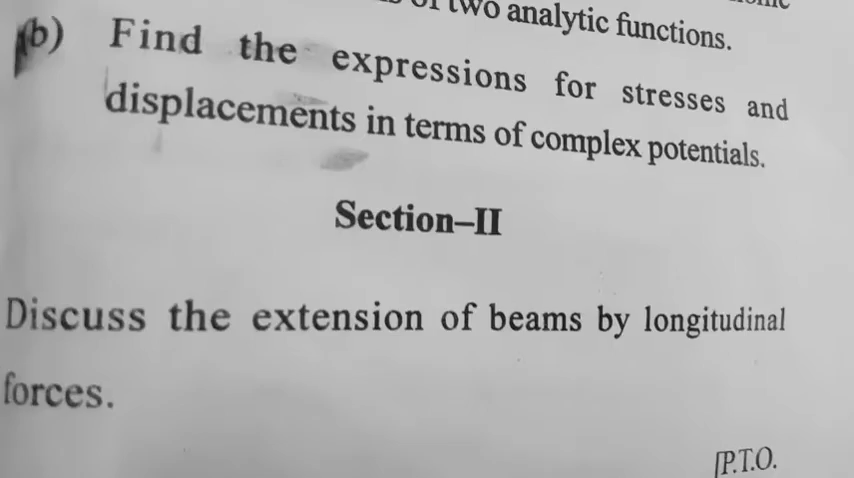 of two analytic functions.
(b) Find the expressions for stresses and
displacements in terms of complex potentials.
Section–II
Discuss the extension of beams by longitudinal
forces.
[P.T.O.